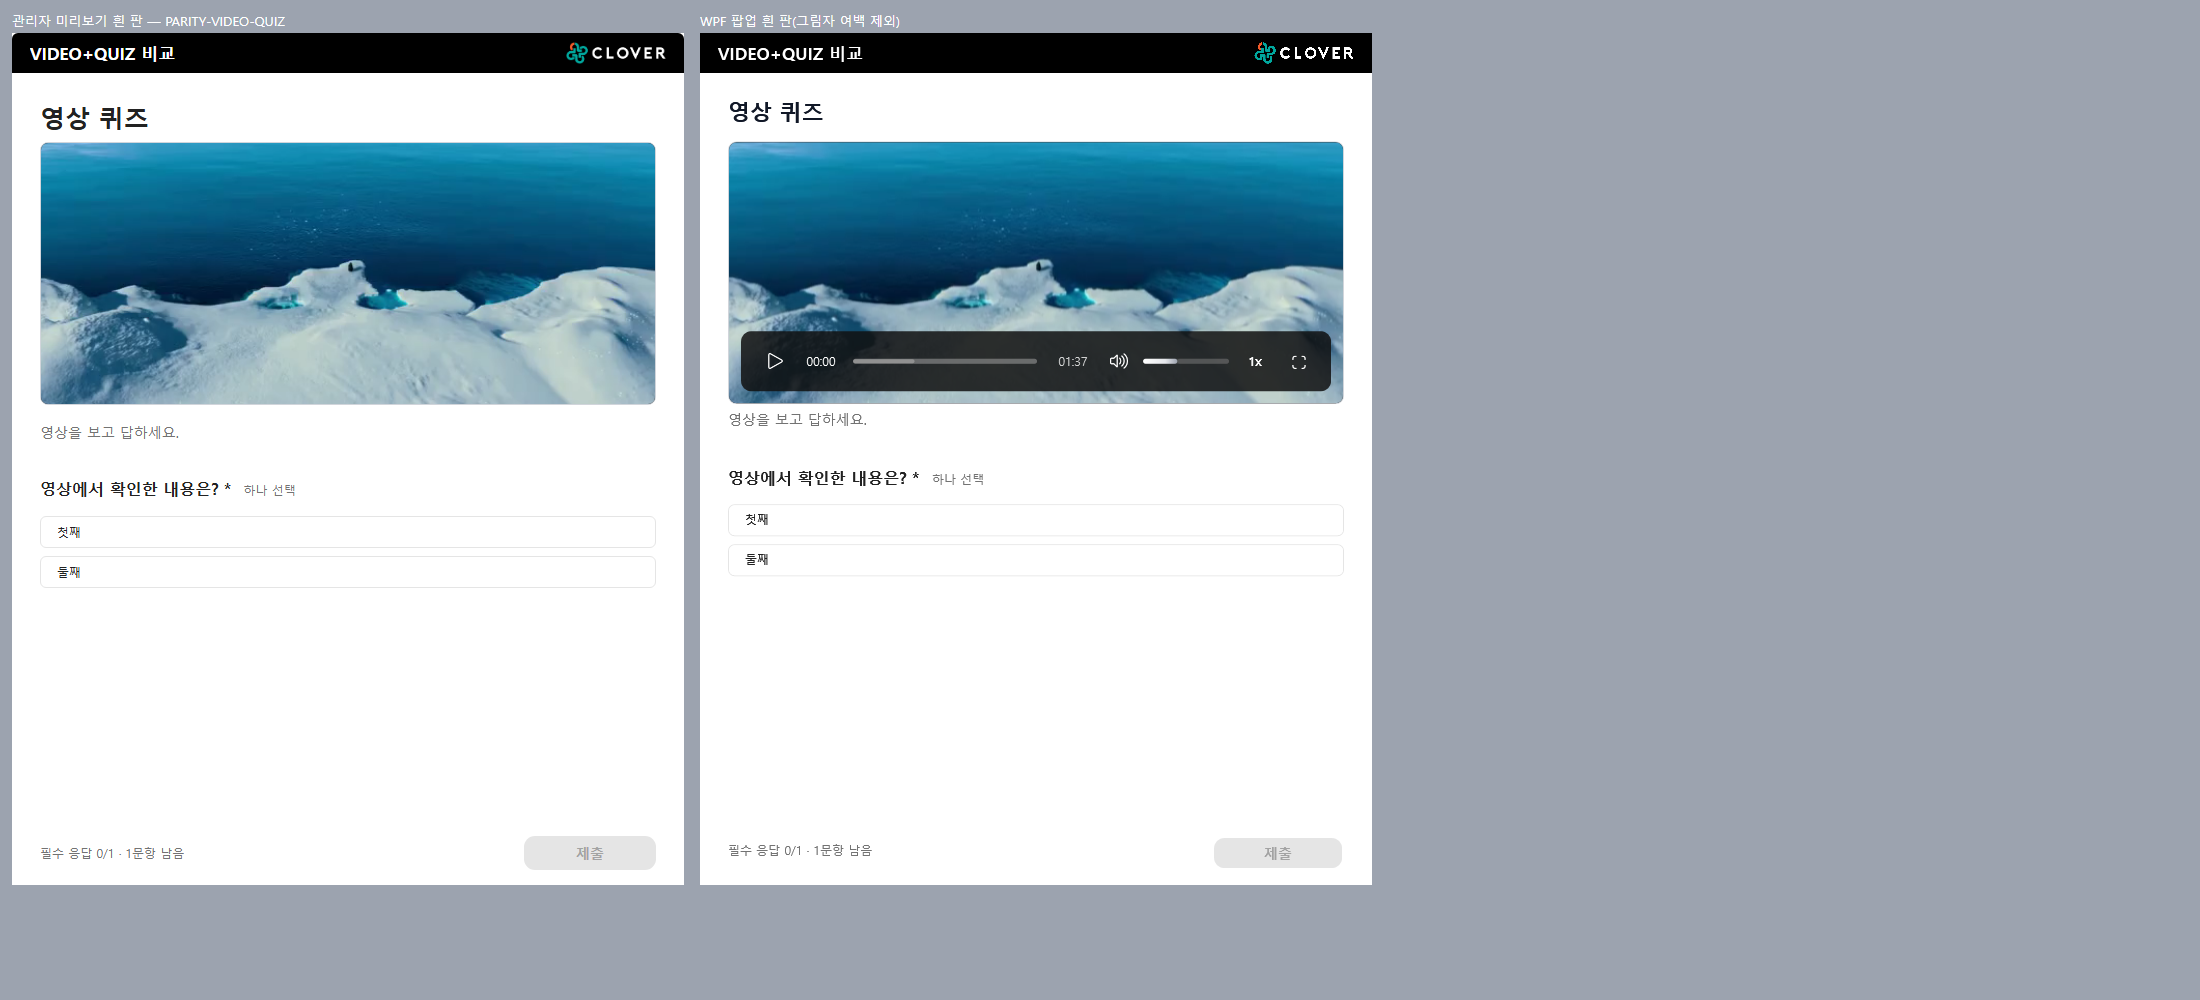 관리자 미리보기 흰 판 — PARITY-VIDEO-QUIZ
VIDEO+QUIZ 비교
CLOVER
영상 퀴즈
영상을 보고 답하세요.
영상에서 확인한 내용은? * 하나 선택
첫째
둘째
필수 응답 0/1 · 1문항 남음
제출
WPF 팝업 흰 판(그림자 여백 제외)
VIDEO+QUIZ 비교
CLOVER
영상 퀴즈
00:00 01:37 1x
영상을 보고 답하세요.
영상에서 확인한 내용은? * 하나 선택
첫째
둘째
필수 응답 0/1 · 1문항 남음
제출